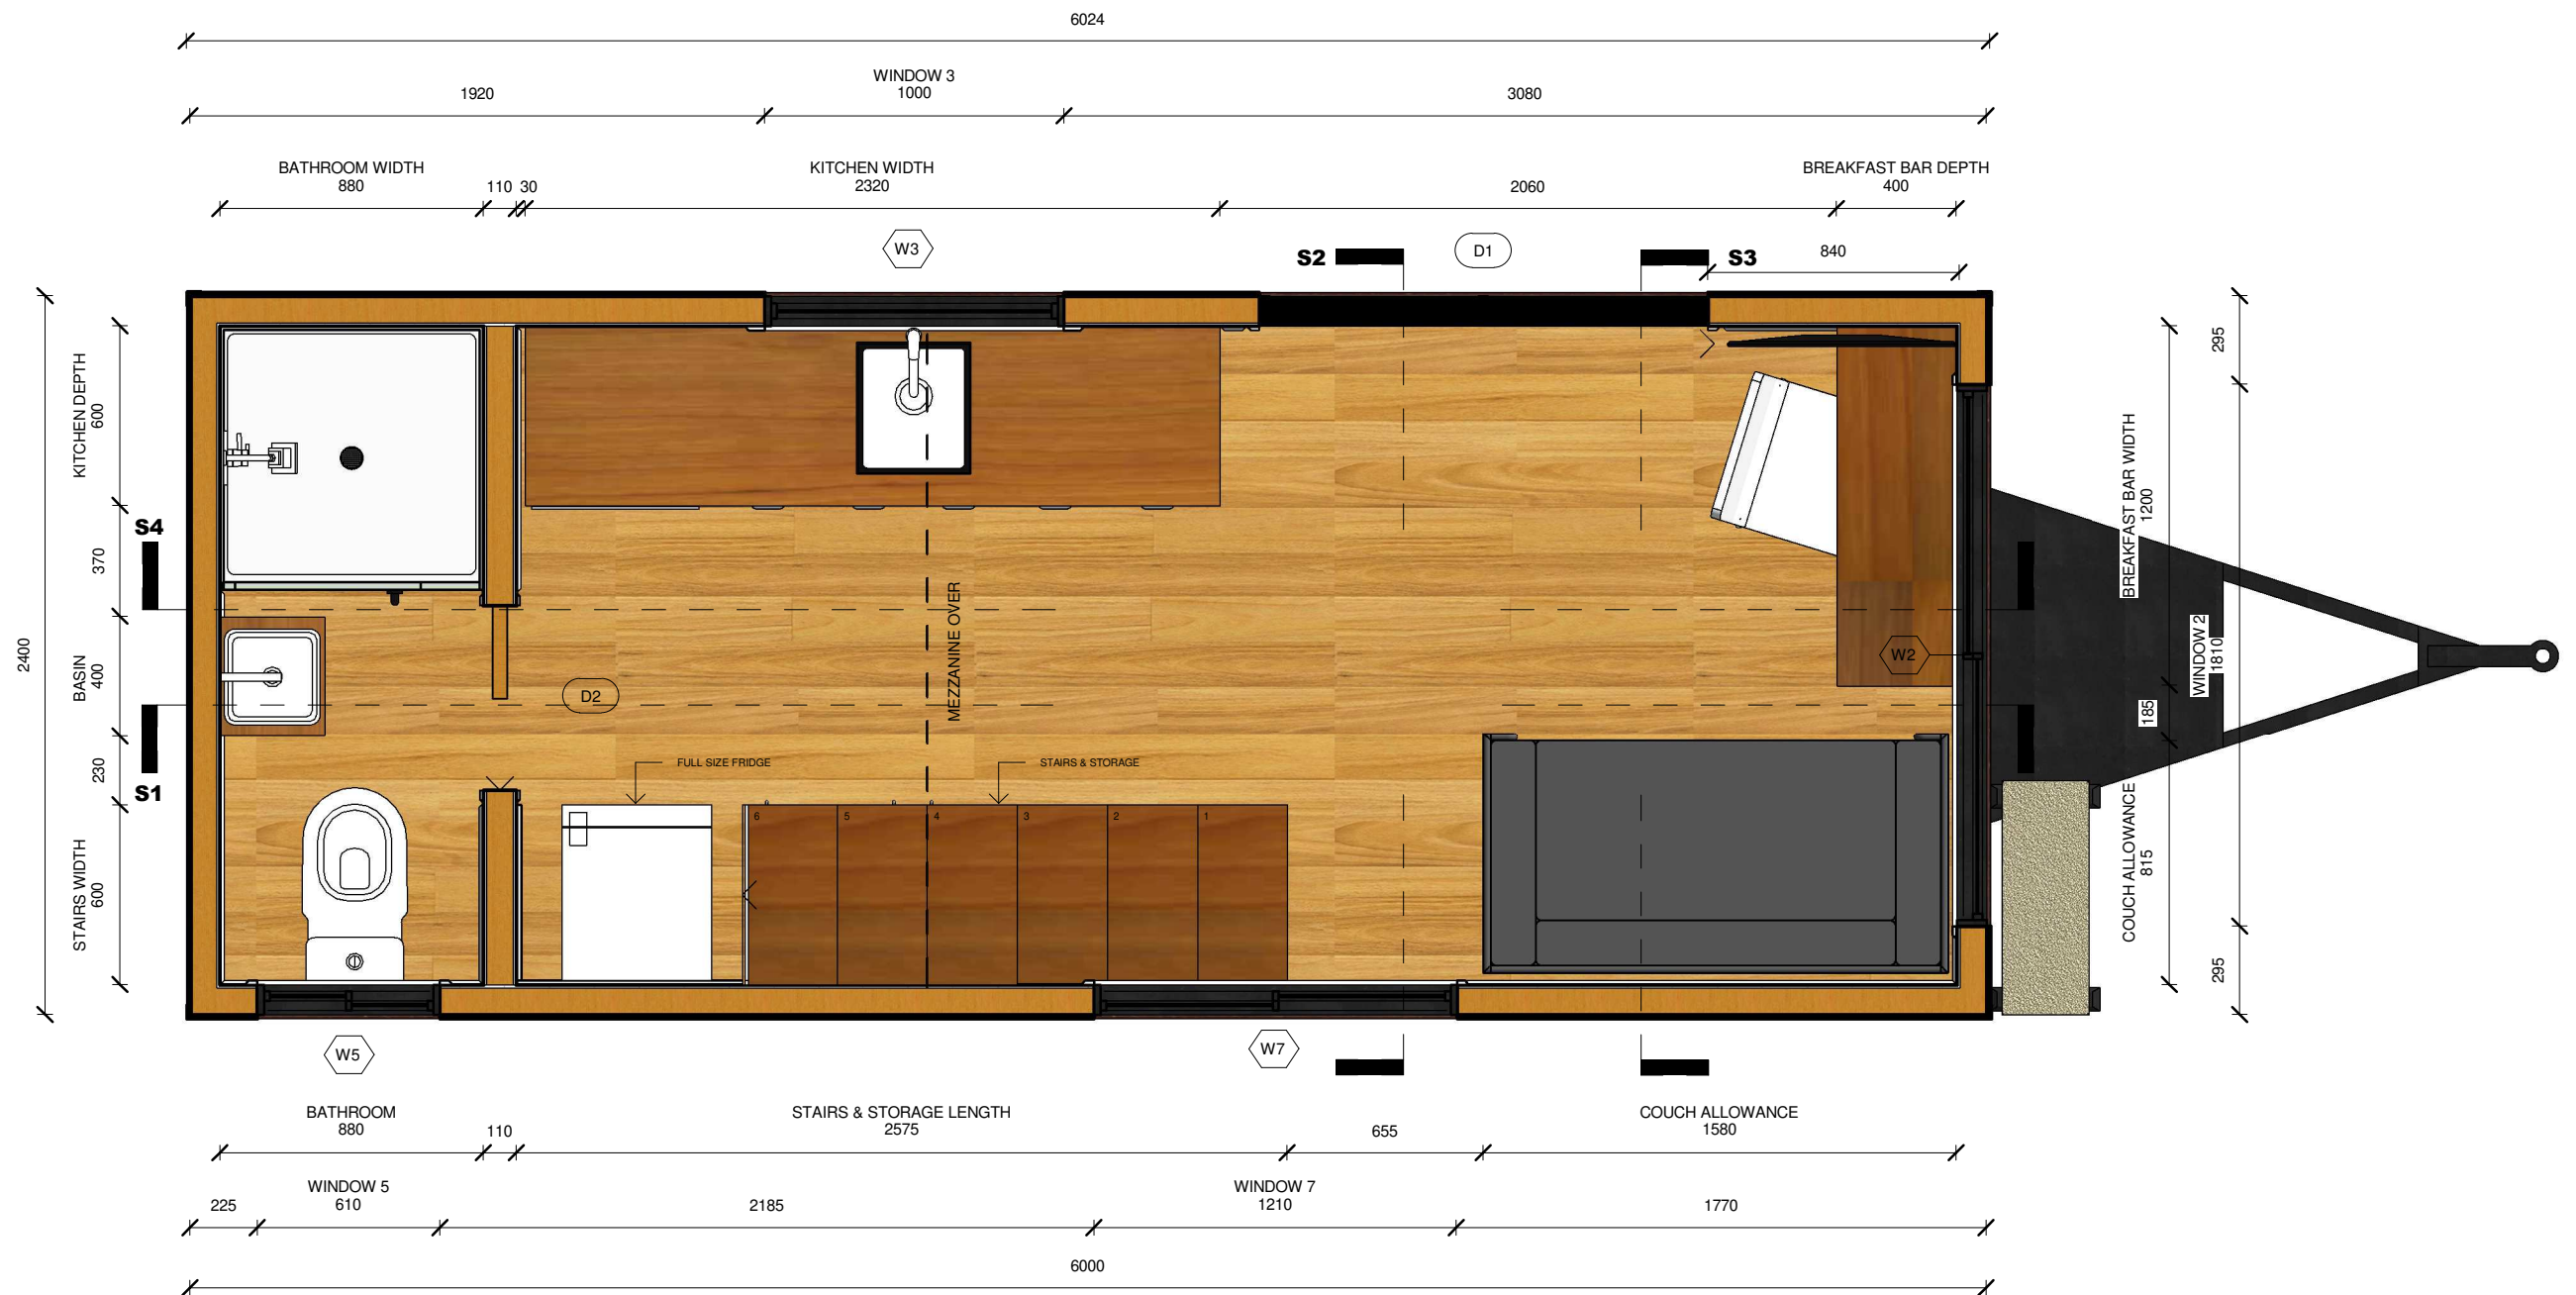 6024
WINDOW 3
1920
1000
3080
BATHROOM WIDTH
KITCHEN WIDTH
BREAKFAST BAR DEPTH
880
110
30
2320
2060
400
W3
S2
D1
S3
840
KITCHEN DEPTH
600
370
BASIN
400
230
STAIRS WIDTH
600
2400
S4
S1
D2
MEZZANINE OVER
FULL SIZE FRIDGE
STAIRS & STORAGE
6
5
4
3
2
1
W2
BREAKFAST BAR WIDTH
1200
185
COUCH ALLOWANCE
815
295
WINDOW 2
1810
295
W5
W7
BATHROOM
STAIRS & STORAGE LENGTH
COUCH ALLOWANCE
880
110
2575
655
1580
WINDOW 5
WINDOW 7
225
610
2185
1210
1770
6000